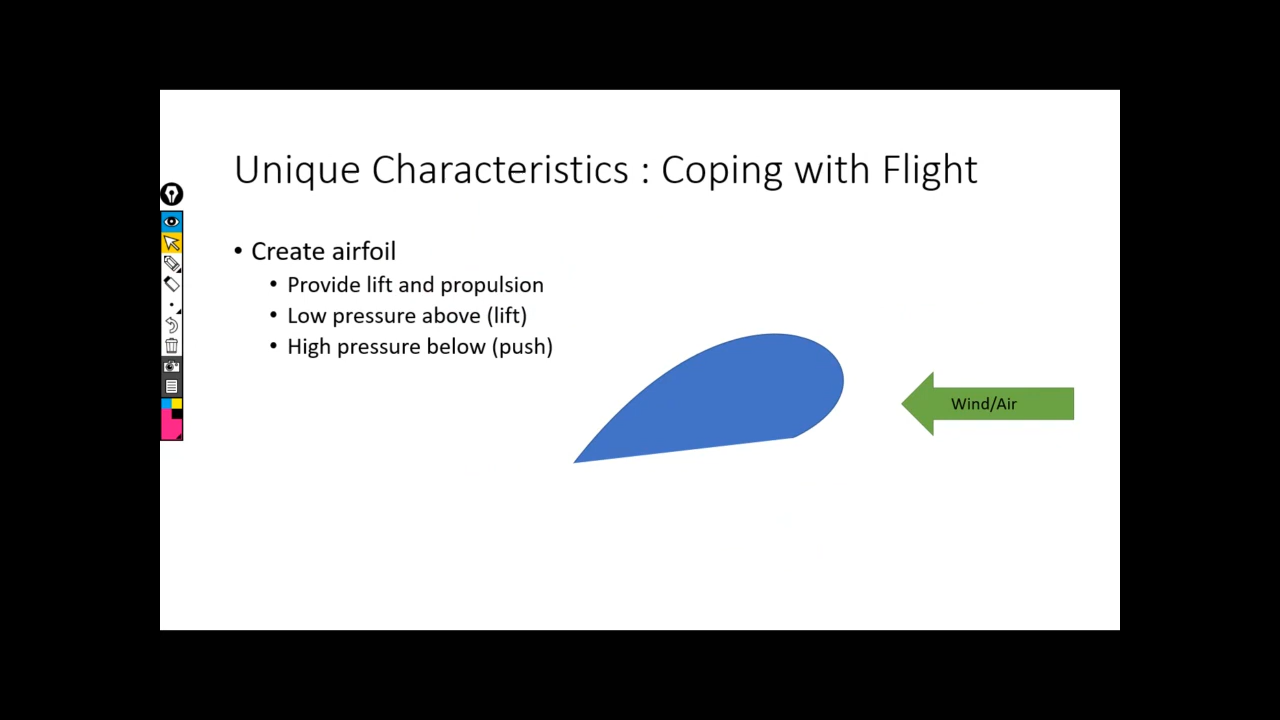 Unique Characteristics : Coping with Flight
• Create airfoil
• Provide lift and propulsion
• Low pressure above (lift)
• High pressure below (push)
Wind/Air